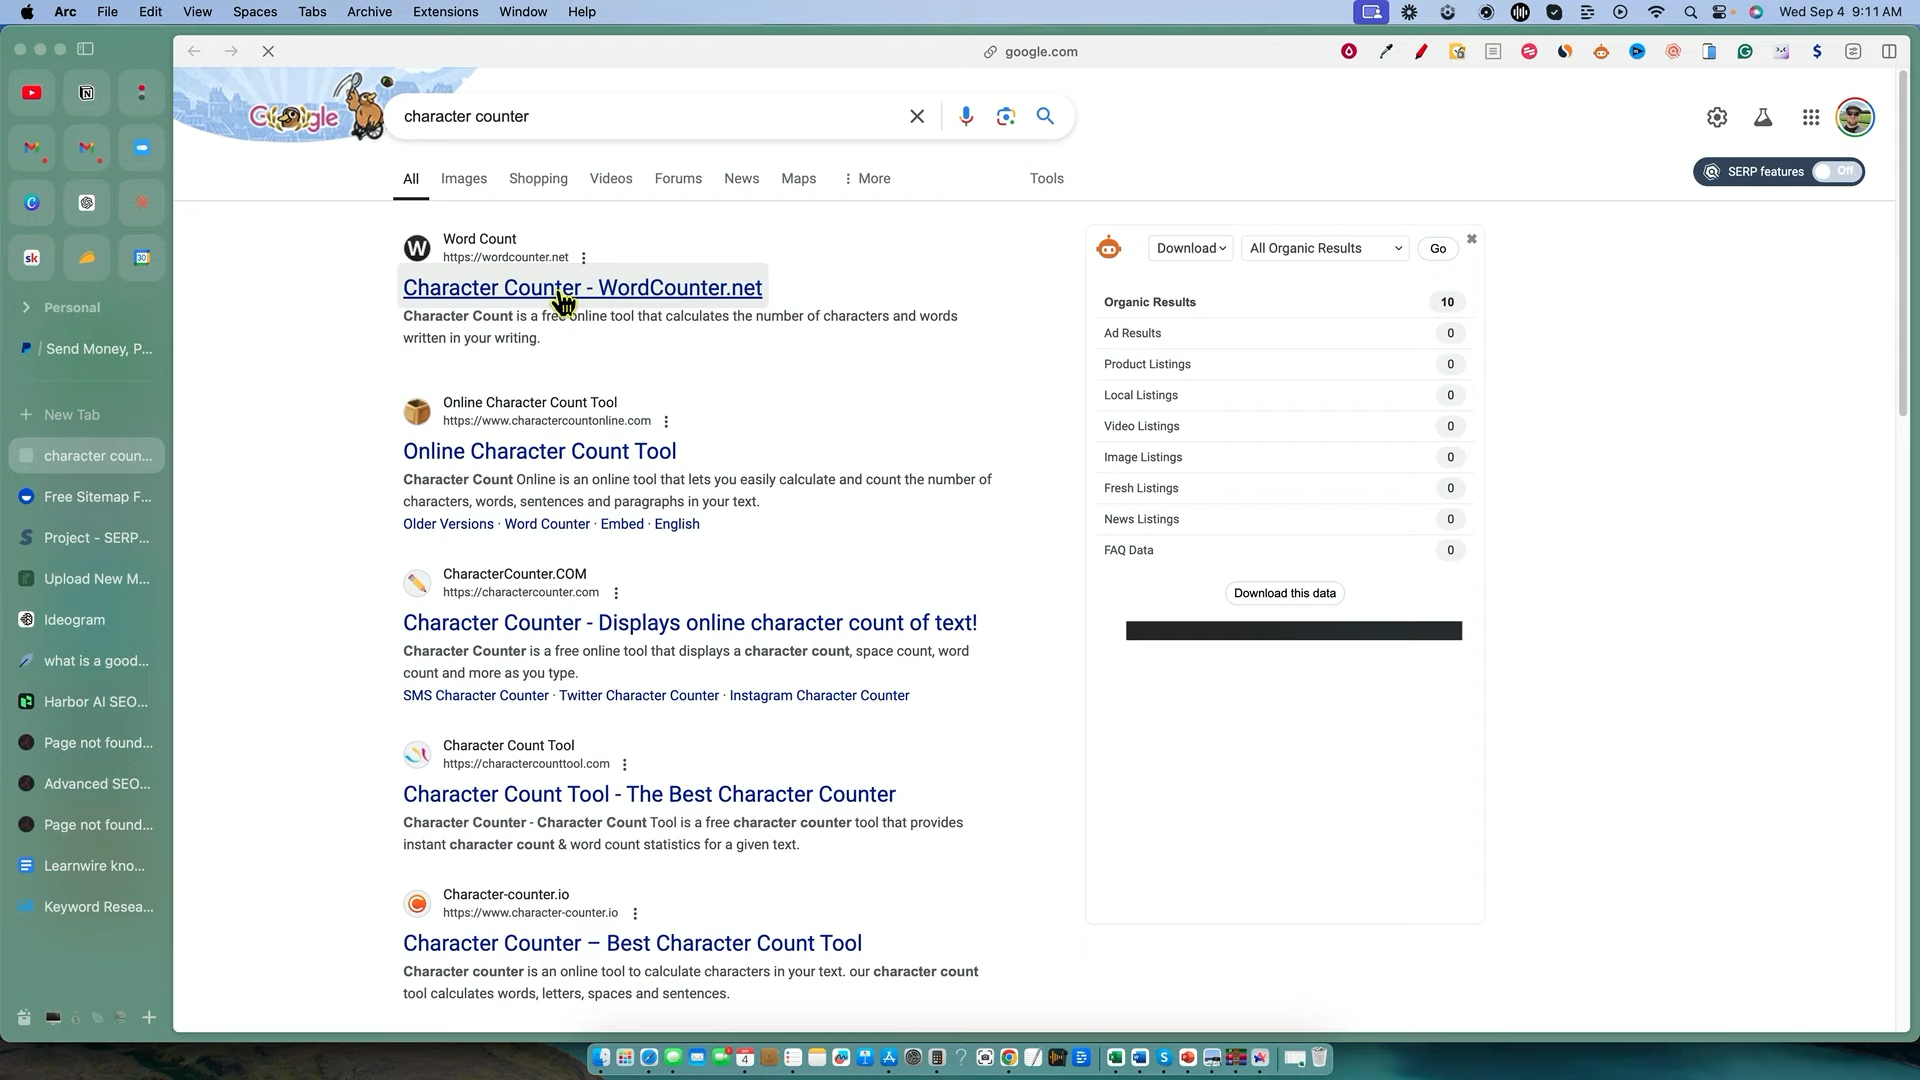 Arc File Edit View Spaces Tabs Archive Extensions Window Help
Wed Sep 4 9:11 AM
google.com
Google
character counter
All Images Shopping Videos Forums News Maps More Tools
SERP features Off
Personal
/ Send Money, P...
New Tab
character coun...
Free Sitemap F...
Project - SERP...
Upload New M...
Ideogram
what is a good...
Harbor AI SEO...
Page not found...
Advanced SEO...
Page not found...
Learnwire kno...
Keyword Resea...
Word Count
https://wordcounter.net
Character Counter - WordCounter.net
Character Count is a free online tool that calculates the number of characters and words
written in your writing.
Online Character Count Tool
https://www.charactercountonline.com
Online Character Count Tool
Character Count Online is an online tool that lets you easily calculate and count the number of
characters, words, sentences and paragraphs in your text.
Older Versions · Word Counter · Embed · English
CharacterCounter.COM
https://charactercounter.com
Character Counter - Displays online character count of text!
Character Counter is a free online tool that displays a character count, space count, word
count and more as you type.
SMS Character Counter · Twitter Character Counter · Instagram Character Counter
Character Count Tool
https://charactercounttool.com
Character Count Tool - The Best Character Counter
Character Counter - Character Count Tool is a free character counter tool that provides
instant character count & word count statistics for a given text.
Character-counter.io
https://www.character-counter.io
Character Counter – Best Character Count Tool
Character counter is an online tool to calculate characters in your text. our character count
tool calculates words, letters, spaces and sentences.
Download All Organic Results Go
Organic Results 10
Ad Results 0
Product Listings 0
Local Listings 0
Video Listings 0
Image Listings 0
Fresh Listings 0
News Listings 0
FAQ Data 0
Download this data